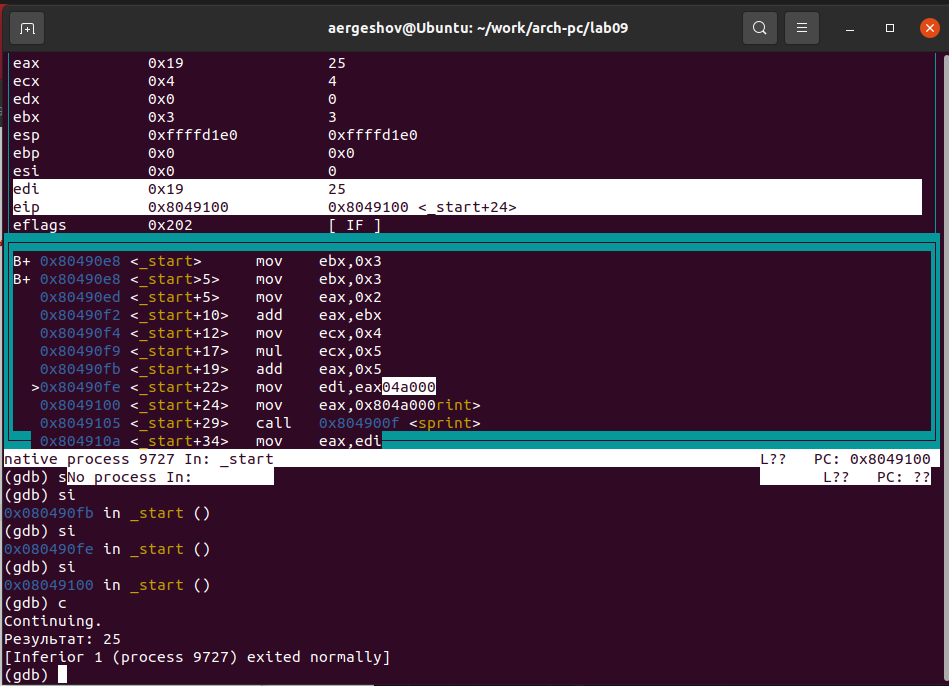 aergeshov@Ubuntu: ~/work/arch-pc/lab09
eax 0x19 25
ecx 0x4 4
edx 0x0 0
ebx 0x3 3
esp 0xffffd1e0 0xffffd1e0
ebp 0x0 0x0
esi 0x0 0
edi 0x19 25
eip 0x8049100 0x8049100 <_start+24>
eflags 0x202 [ IF ]
B+ 0x80490e8 <_start> mov ebx,0x3
B+ 0x80490e8 <_start>5> mov ebx,0x3
0x80490ed <_start+5> mov eax,0x2
0x80490f2 <_start+10> add eax,ebx
0x80490f4 <_start+12> mov ecx,0x4
0x80490f9 <_start+17> mul ecx,0x5
0x80490fb <_start+19> add eax,0x5
>0x80490fe <_start+22> mov edi,eax04a000
0x8049100 <_start+24> mov eax,0x804a000rint>
0x8049105 <_start+29> call 0x804900f <sprint>
0x804910a <_start+34> mov eax,edi
native process 9727 In: _start L?? PC: 0x8049100
(gdb) sNo process In: L?? PC: ??
(gdb) si
0x080490fb in _start ()
(gdb) si
0x080490fe in _start ()
(gdb) si
0x08049100 in _start ()
(gdb) c
Continuing.
Результат: 25
[Inferior 1 (process 9727) exited normally]
(gdb)